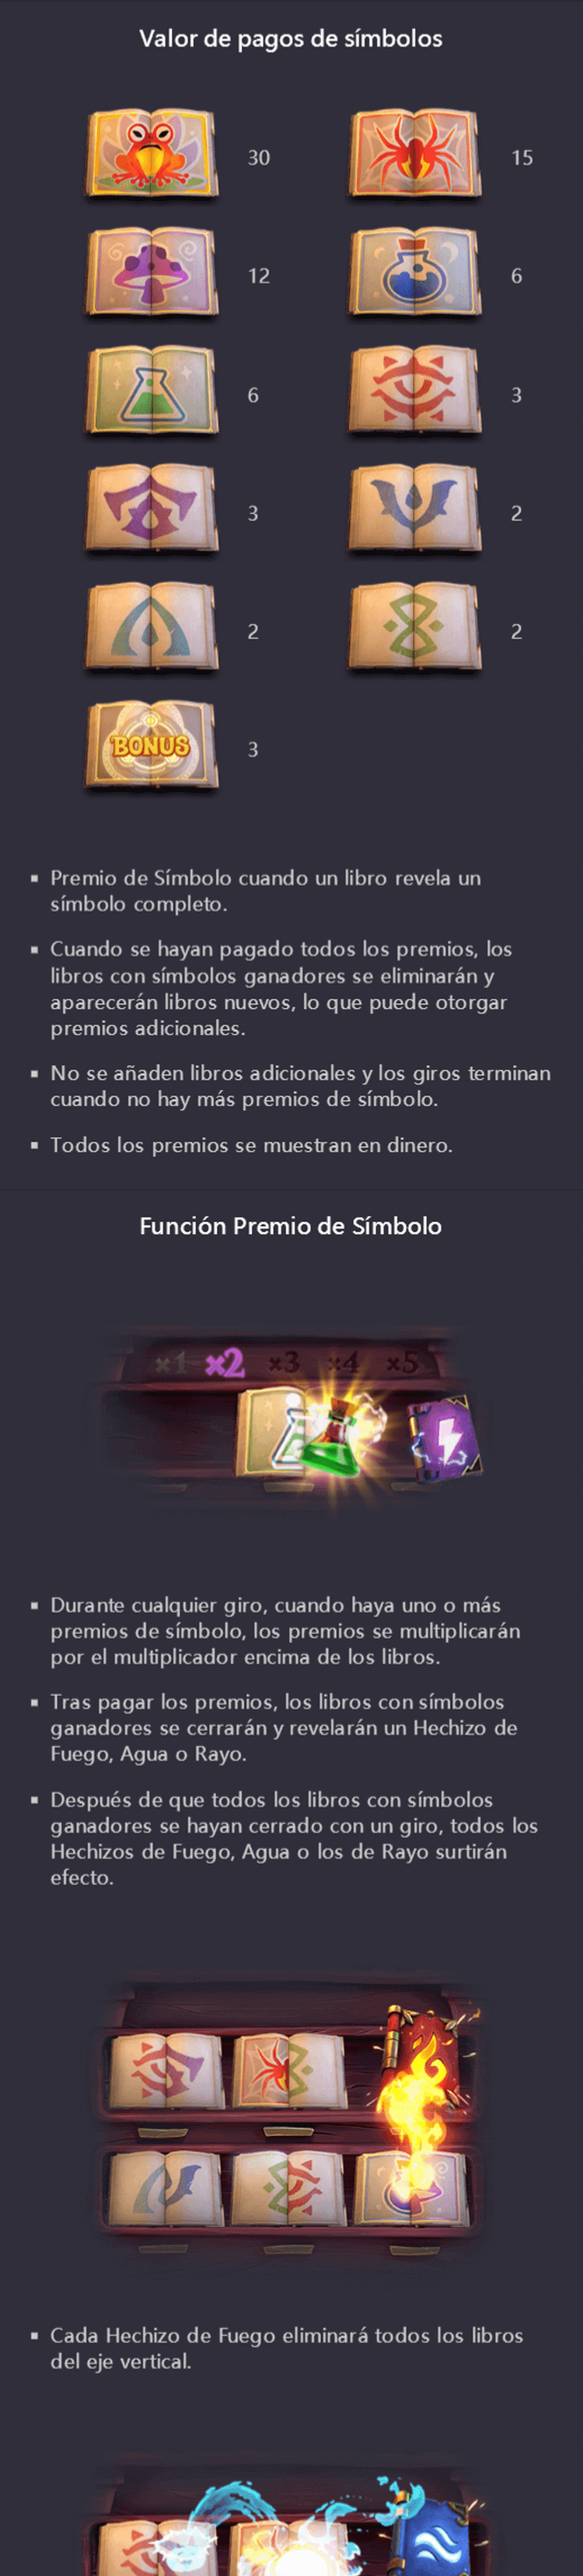 Valor de pagos de símbolos
30
15
12
6
6
3
3
2
2
2
BONUS
3
▪ Premio de Símbolo cuando un libro revela un
símbolo completo.
▪ Cuando se hayan pagado todos los premios, los
libros con símbolos ganadores se eliminarán y
aparecerán libros nuevos, lo que puede otorgar
premios adicionales.
▪ No se añaden libros adicionales y los giros terminan
cuando no hay más premios de símbolo.
▪ Todos los premios se muestran en dinero.
Función Premio de Símbolo
x1 x2 x3 x4 x5
▪ Durante cualquier giro, cuando haya uno o más
premios de símbolo, los premios se multiplicarán
por el multiplicador encima de los libros.
▪ Tras pagar los premios, los libros con símbolos
ganadores se cerrarán y revelarán un Hechizo de
Fuego, Agua o Rayo.
▪ Después de que todos los libros con símbolos
ganadores se hayan cerrado con un giro, todos los
Hechizos de Fuego, Agua o los de Rayo surtirán
efecto.
▪ Cada Hechizo de Fuego eliminará todos los libros
del eje vertical.